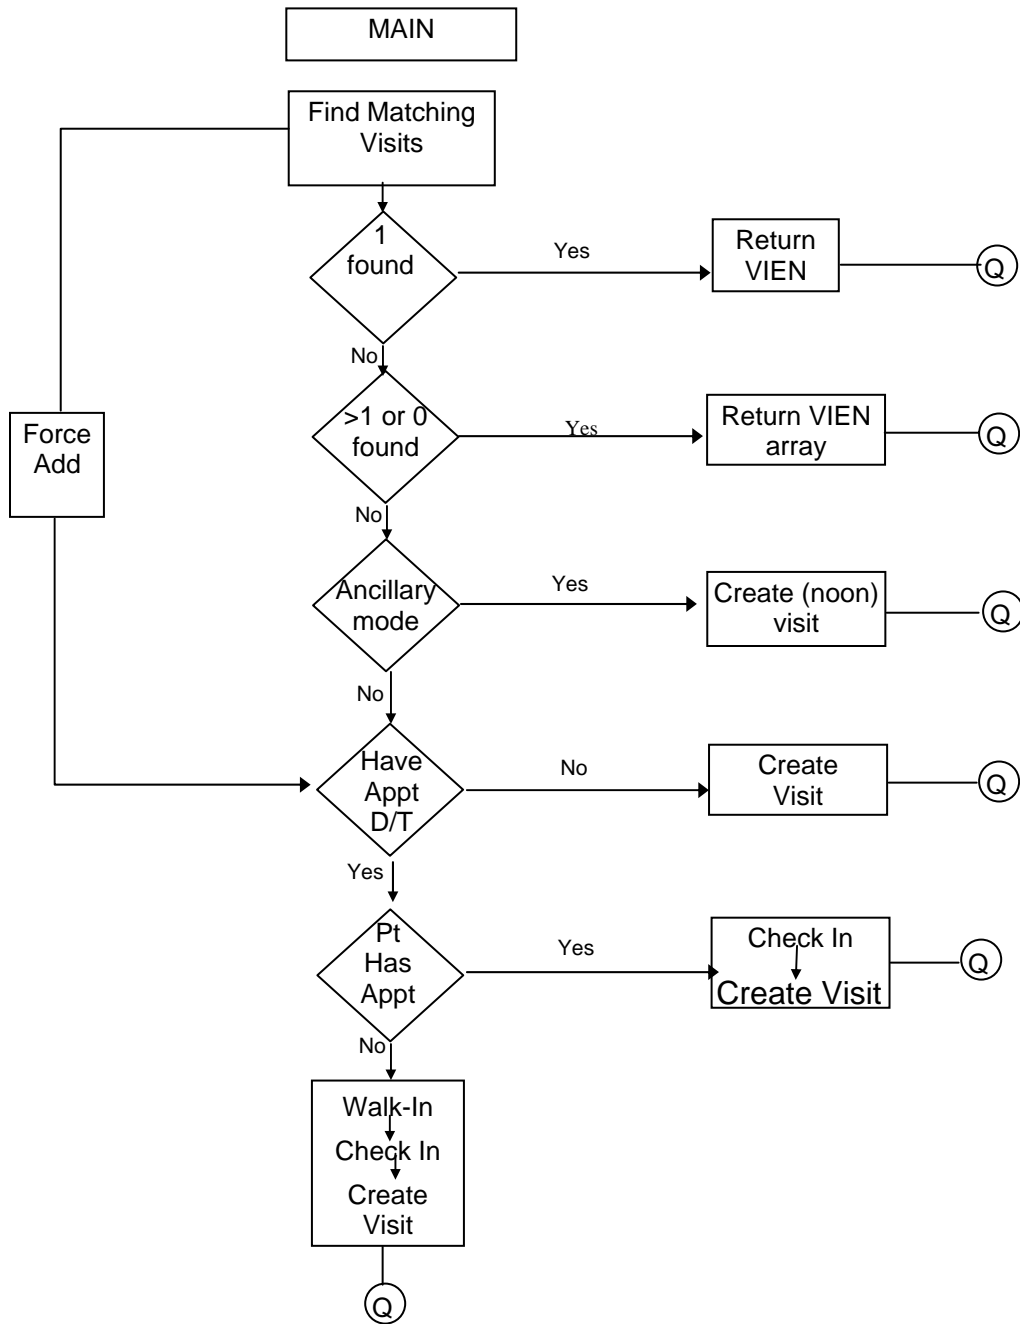 MAIN
Find Matching
Visits
1
found
Yes
Return
VIEN
Q
No
>1 or 0
found
Yes
Return VIEN
array
Q
Force
Add
No
Ancillary
mode
Yes
Create (noon)
visit
Q
No
Have
Appt
D/T
No
Create
Visit
Q
Yes
Pt
Has
Appt
Yes
Check In
Create Visit
Q
No
Walk-In
Check In
Create
Visit
Q